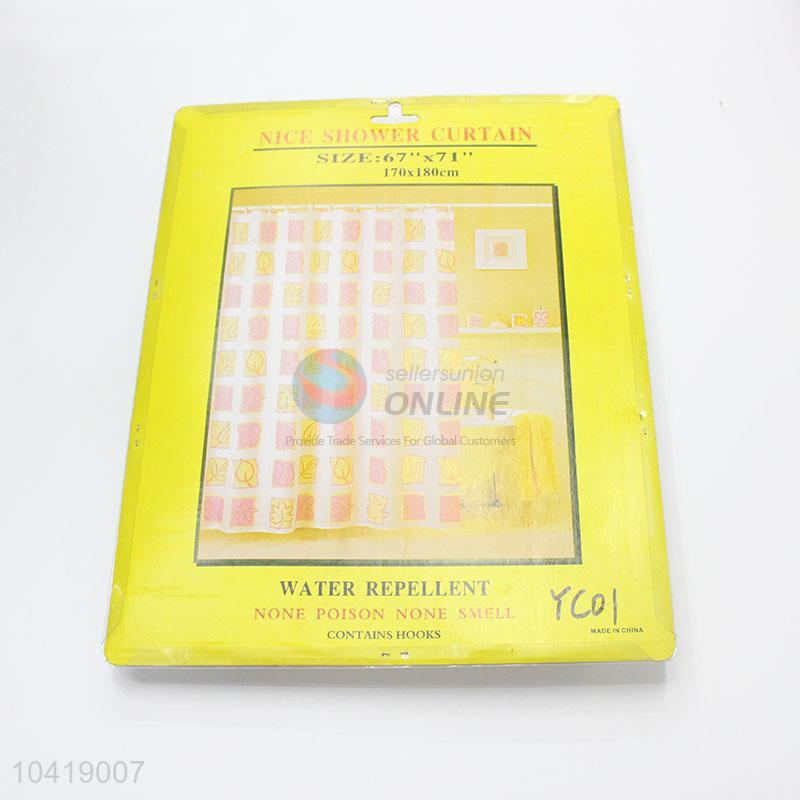 NICE SHOWER CURTAIN
SIZE:67"x71"
170x180cm
sellersunion
ONLINE
Provide Trade Services For Global Customers
WATER REPELLENT
NONE POISON NONE SMELL
CONTAINS HOOKS
YC01
MADE IN CHINA
10419007